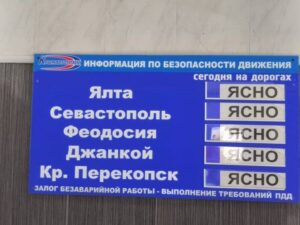 ИНФОРМАЦИЯ ПО БЕЗОПАСНОСТИ ДВИЖЕНИЯ
сегодня на дорогах
Ялта ЯСНО
Севастополь ЯСНО
Феодосия ЯСНО
Джанкой ЯСНО
Кр. Перекопск ЯСНО
ЗАЛОГ БЕЗАВАРИЙНОЙ РАБОТЫ - ВЫПОЛНЕНИЕ ТРЕБОВАНИЙ ПДД